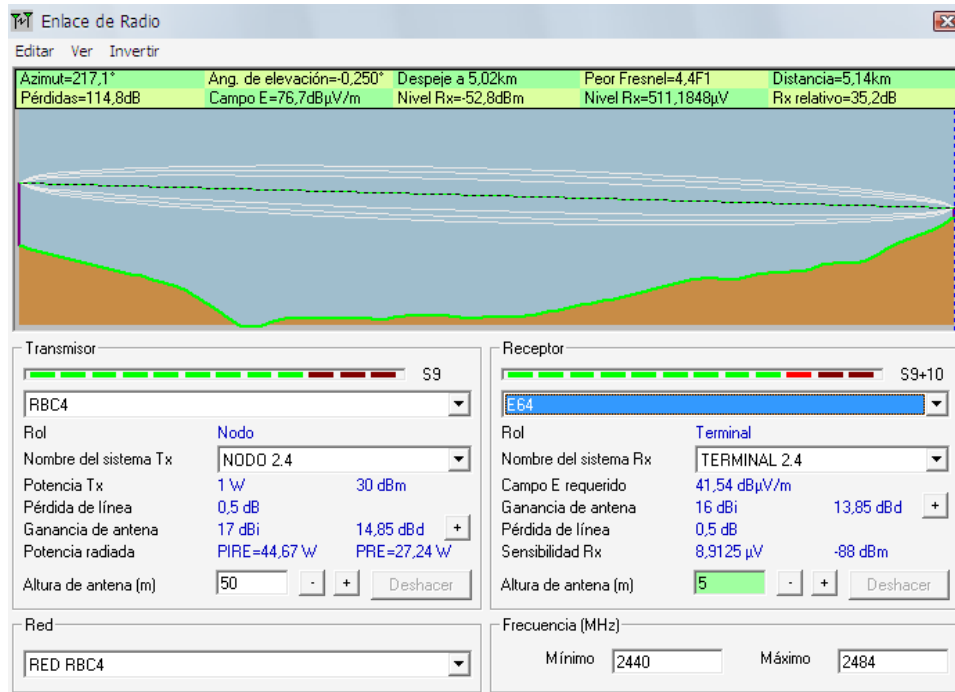 Enlace de Radio
Editar Ver Invertir
Azimut=217,1° Ang. de elevación=-0,250° Despeje a 5,02km Peor Fresnel=4,4F1 Distancia=5,14km
Pérdidas=114,8dB Campo E=76,7dBµV/m Nivel Rx=-52,8dBm Nivel Rx=511,1848µV Rx relativo=35,2dB
Transmisor
S9
RBC4
Rol Nodo
Nombre del sistema Tx NODO 2.4
Potencia Tx 1 W 30 dBm
Pérdida de línea 0,5 dB
Ganancia de antena 17 dBi 14,85 dBd +
Potencia radiada PIRE=44,67 W PRE=27,24 W
Altura de antena (m) 50 - + Deshacer
Receptor
S9+10
E64
Rol Terminal
Nombre del sistema Rx TERMINAL 2.4
Campo E requerido 41,54 dBµV/m
Ganancia de antena 16 dBi 13,85 dBd +
Pérdida de línea 0,5 dB
Sensibilidad Rx 8,9125 µV -88 dBm
Altura de antena (m) 5 - + Deshacer
Red
RED RBC4
Frecuencia (MHz)
Mínimo 2440 Máximo 2484